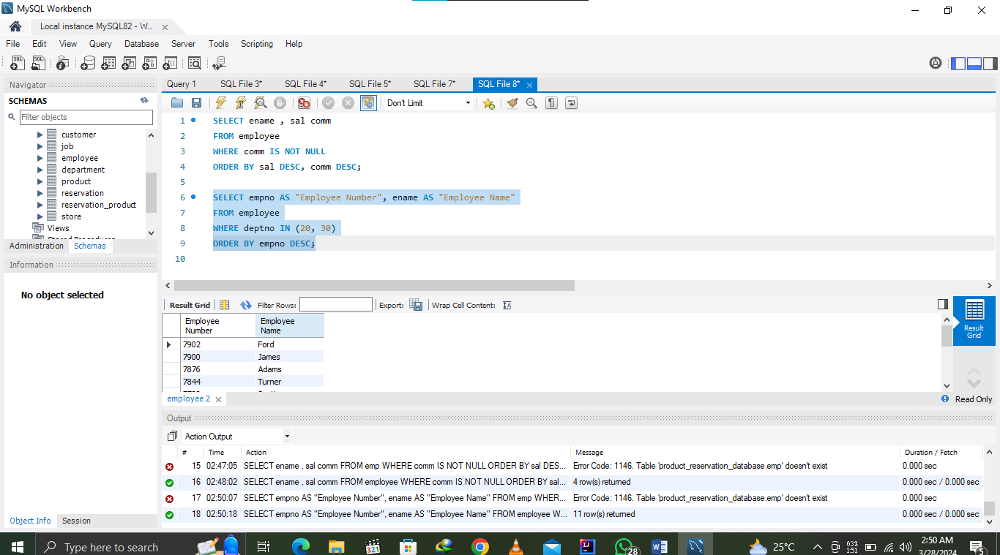 MySQL Workbench
Local instance MySQL82 - W...
File Edit View Query Database Server Tools Scripting Help
Navigator
SCHEMAS
Filter objects
customer
job
employee
department
product
reservation
reservation_product
store
Views
Stored Procedures
Administration Schemas
Information
No object selected
Object Info Session
Query 1 SQL File 3* SQL File 4* SQL File 5* SQL File 7* SQL File 8*
Don't Limit
1 SELECT ename , sal comm
2 FROM employee
3 WHERE comm IS NOT NULL
4 ORDER BY sal DESC, comm DESC;
5
6 SELECT empno AS "Employee Number", ename AS "Employee Name"
7 FROM employee
8 WHERE deptno IN (20, 30)
9 ORDER BY empno DESC;
10
Result Grid Filter Rows: Export: Wrap Cell Content:
Employee Number Employee Name
7902 Ford
7900 James
7876 Adams
7844 Turner
Result Grid
employee 2
Read Only
Output
Action Output
# Time Action Message Duration / Fetch
15 02:47:05 SELECT ename , sal comm FROM emp WHERE comm IS NOT NULL ORDER BY sal DES... Error Code: 1146. Table 'product_reservation_database.emp' doesn't exist 0.000 sec
16 02:48:02 SELECT ename , sal comm FROM employee WHERE comm IS NOT NULL ORDER BY sal... 4 row(s) returned 0.000 sec / 0.000 sec
17 02:50:07 SELECT empno AS "Employee Number", ename AS "Employee Name" FROM emp WHER... Error Code: 1146. Table 'product_reservation_database.emp' doesn't exist 0.000 sec
18 02:50:18 SELECT empno AS "Employee Number", ename AS "Employee Name" FROM employee W... 11 row(s) returned 0.000 sec / 0.000 sec
Type here to search
321
28
25°C
63%
1:51
2:50 AM
3/28/2024
5